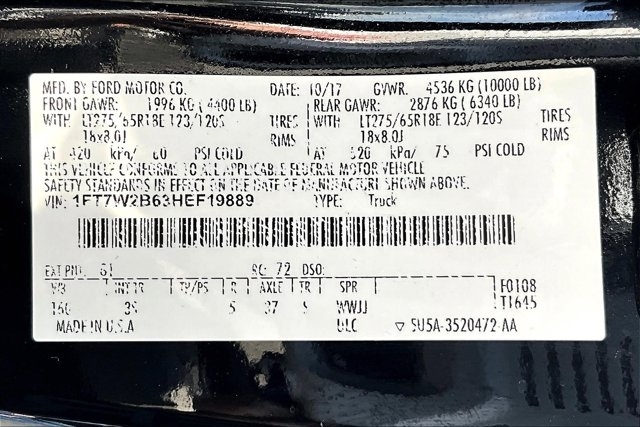 MFD. BY FORD MOTOR CO. DATE: 10/17 GVWR: 4536 KG (10000 LB)
FRONT GAWR: 1996 KG (4400 LB) REAR GAWR: 2876 KG (6340 LB)
WITH LT275/65R18E 123/120S TIRES WITH LT275/65R18E 123/120S TIRES
18x8.0J RIMS 18x8.0J RIMS
AT 420 kPa/ 60 PSI COLD AT 520 kPa/ 75 PSI COLD
THIS VEHICLE CONFORMS TO ALL APPLICABLE FEDERAL MOTOR VEHICLE
SAFETY STANDARDS IN EFFECT ON THE DATE OF MANUFACTURE SHOWN ABOVE.
VIN: 1FT7W2B63HEF19889 TYPE: Truck
EXT PNT: RC: 72 DSO:
WB INT TR TP/PS R AXLE TR SPR F0108
160 5 37 WWJJ T1645
MADE IN U.S.A. ULC ▽ SU5A-3520472-AA